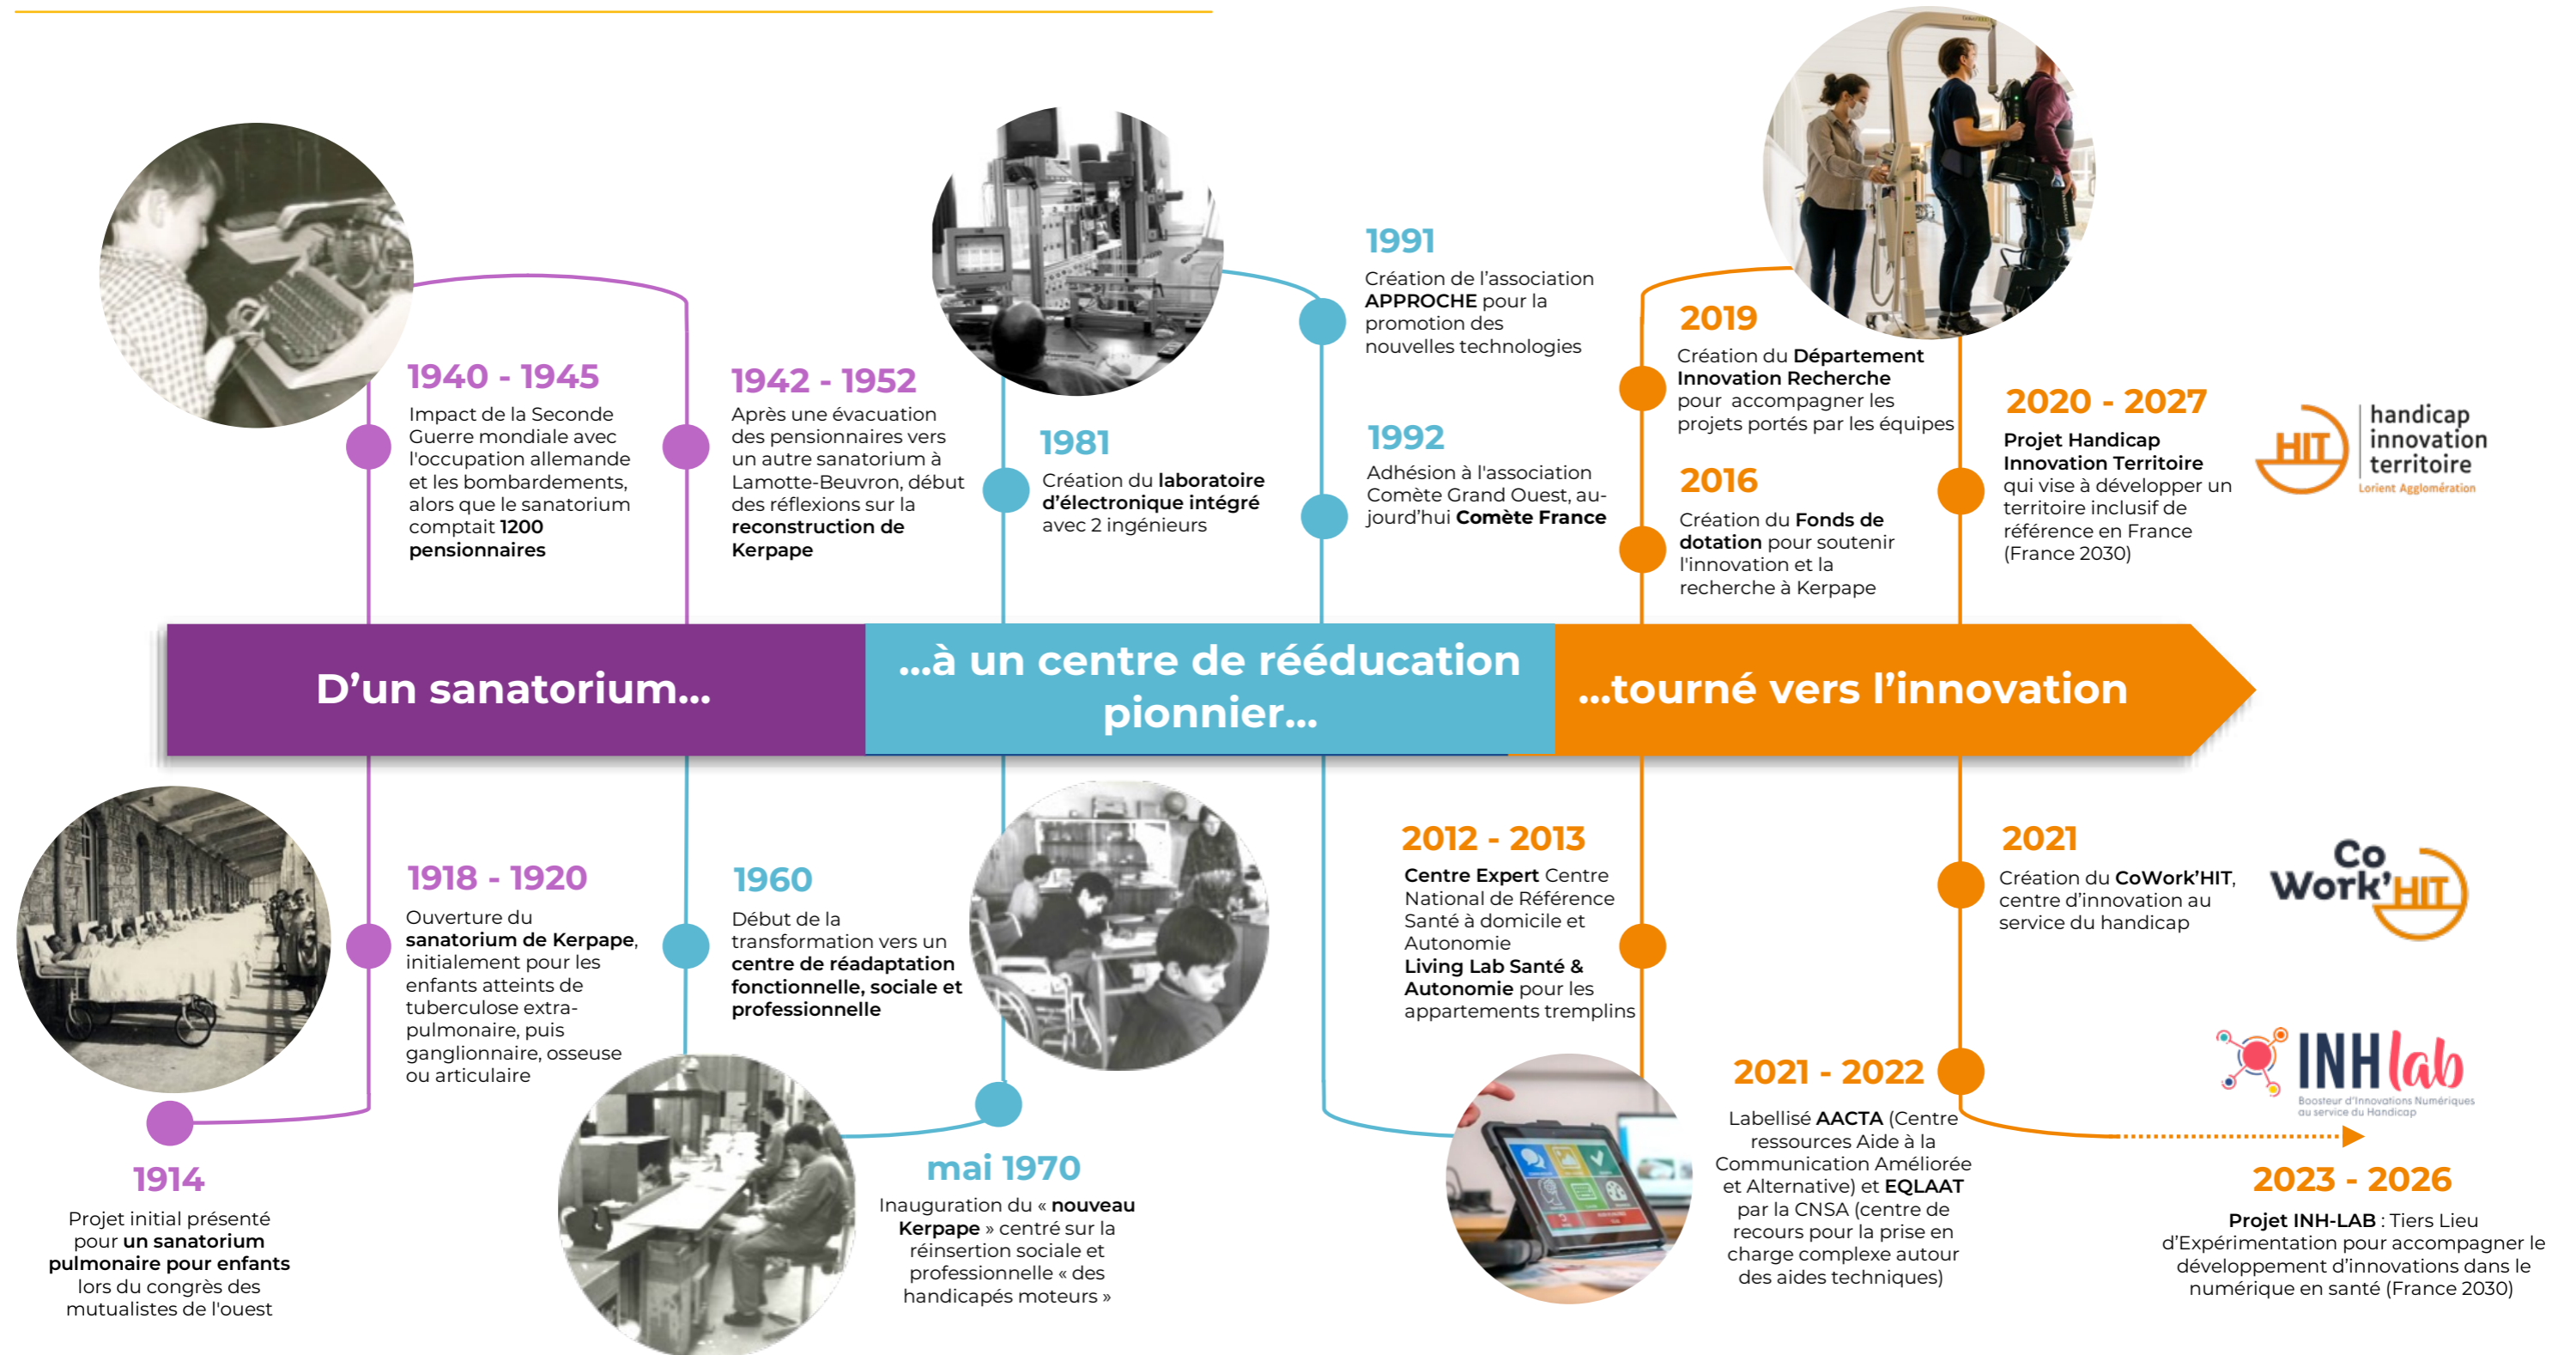 1940 - 1945
Impact de la Seconde
Guerre mondiale avec
l'occupation allemande
et les bombardements,
alors que le sanatorium
comptait 1200
pensionnaires
1942 - 1952
Après une évacuation
des pensionnaires vers
un autre sanatorium à
Lamotte-Beuvron, début
des réflexions sur la
reconstruction de
Kerpape
1981
Création du laboratoire
d'électronique intégré
avec 2 ingénieurs
1991
Création de l'association
APPROCHE pour la
promotion des
nouvelles technologies
1992
Adhésion à l'association
Comète Grand Ouest, au-
jourd'hui Comète France
2019
Création du Département
Innovation Recherche
pour accompagner les
projets portés par les équipes
2016
Création du Fonds de
dotation pour soutenir
l'innovation et la
recherche à Kerpape
2020 - 2027
Projet Handicap
Innovation Territoire
qui vise à développer un
territoire inclusif de
référence en France
(France 2030)
HIT
handicap
innovation
territoire
Lorient Agglomération
D'un sanatorium...
...à un centre de rééducation
pionnier...
...tourné vers l'innovation
1914
Projet initial présenté
pour un sanatorium
pulmonaire pour enfants
lors du congrès des
mutualistes de l'ouest
1918 - 1920
Ouverture du
sanatorium de Kerpape,
initialement pour les
enfants atteints de
tuberculose extra-
pulmonaire, puis
ganglionnaire, osseuse
ou articulaire
1960
Début de la
transformation vers un
centre de réadaptation
fonctionnelle, sociale et
professionnelle
mai 1970
Inauguration du « nouveau
Kerpape » centré sur la
réinsertion sociale et
professionnelle « des
handicapés moteurs »
2012 - 2013
Centre Expert Centre
National de Référence
Santé à domicile et
Autonomie
Living Lab Santé &
Autonomie pour les
appartements tremplins
2021 - 2022
Labellisé AACTA (Centre
ressources Aide à la
Communication Améliorée
et Alternative) et EQLAAT
par la CNSA (centre de
recours pour la prise en
charge complexe autour
des aides techniques)
2021
Création du CoWork'HIT,
centre d'innovation au
service du handicap
Co
Work'HIT
INH lab
Boosteur d'Innovations Numériques
au service du Handicap
2023 - 2026
Projet INH-LAB : Tiers Lieu
d'Expérimentation pour accompagner le
développement d'innovations dans le
numérique en santé (France 2030)